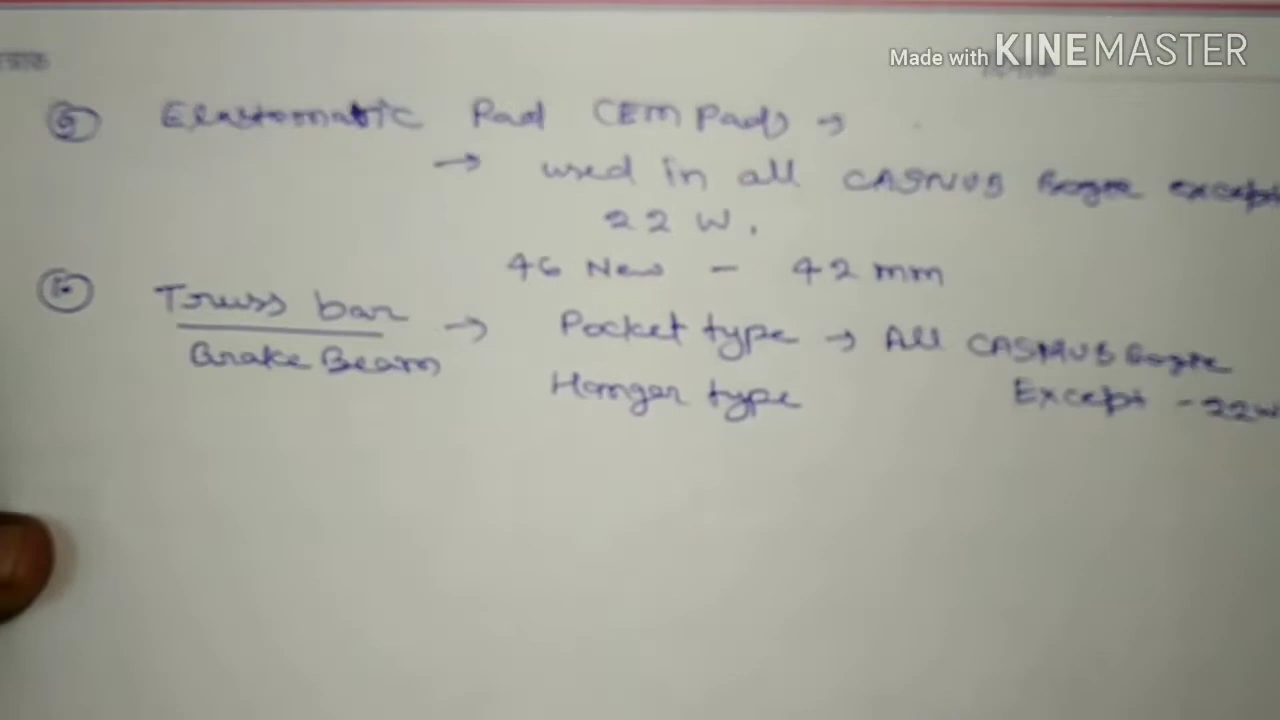 Made with KINEMASTER
⑤ Elastomatic Pad (EM Pad) →
→ used in all CASNUB Bogie except
22 W.
46 New - 42 mm
⑥ Truss bar → Pocket type → All CASNUB Bogie
Brake Beam Hanger type Except - 22W